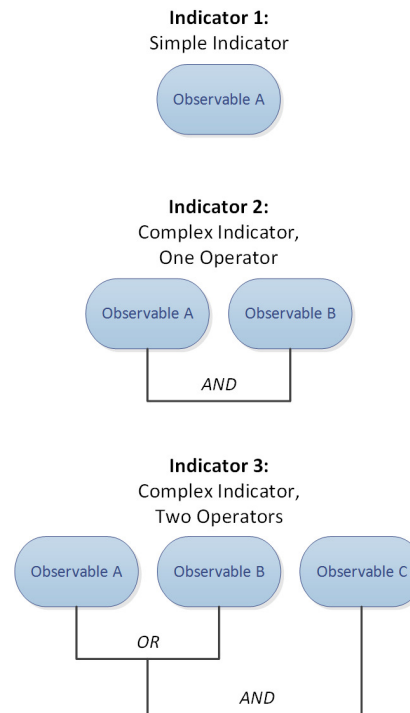 Indicator 1:
Simple Indicator
Observable A
Indicator 2:
Complex Indicator,
One Operator
Observable A
Observable B
AND
Indicator 3:
Complex Indicator,
Two Operators
Observable A
Observable B
Observable C
OR
AND